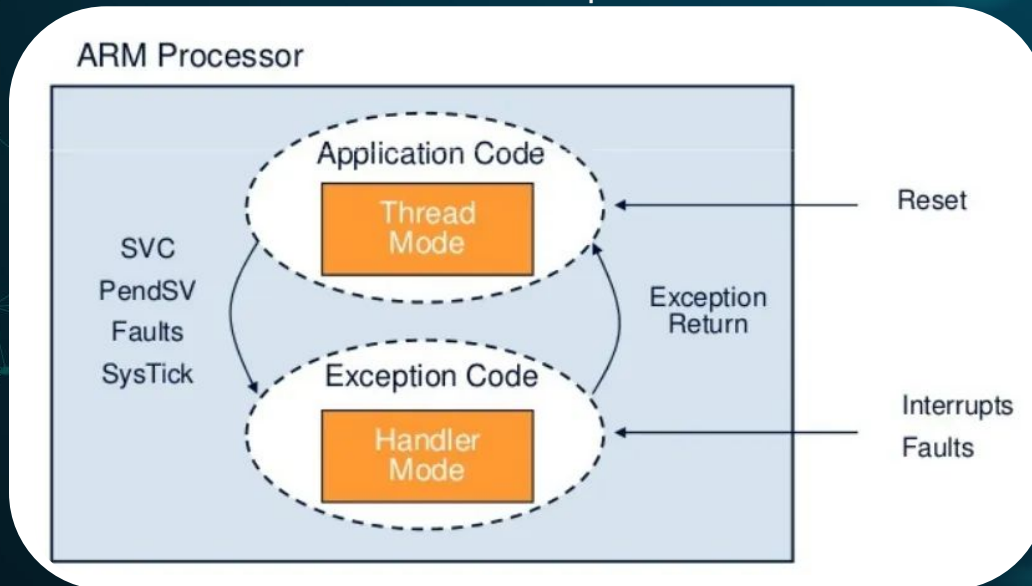 ARM Processor
Application Code
Thread
Mode
Reset
SVC
PendSV
Faults
SysTick
Exception
Return
Exception Code
Handler
Mode
Interrupts
Faults